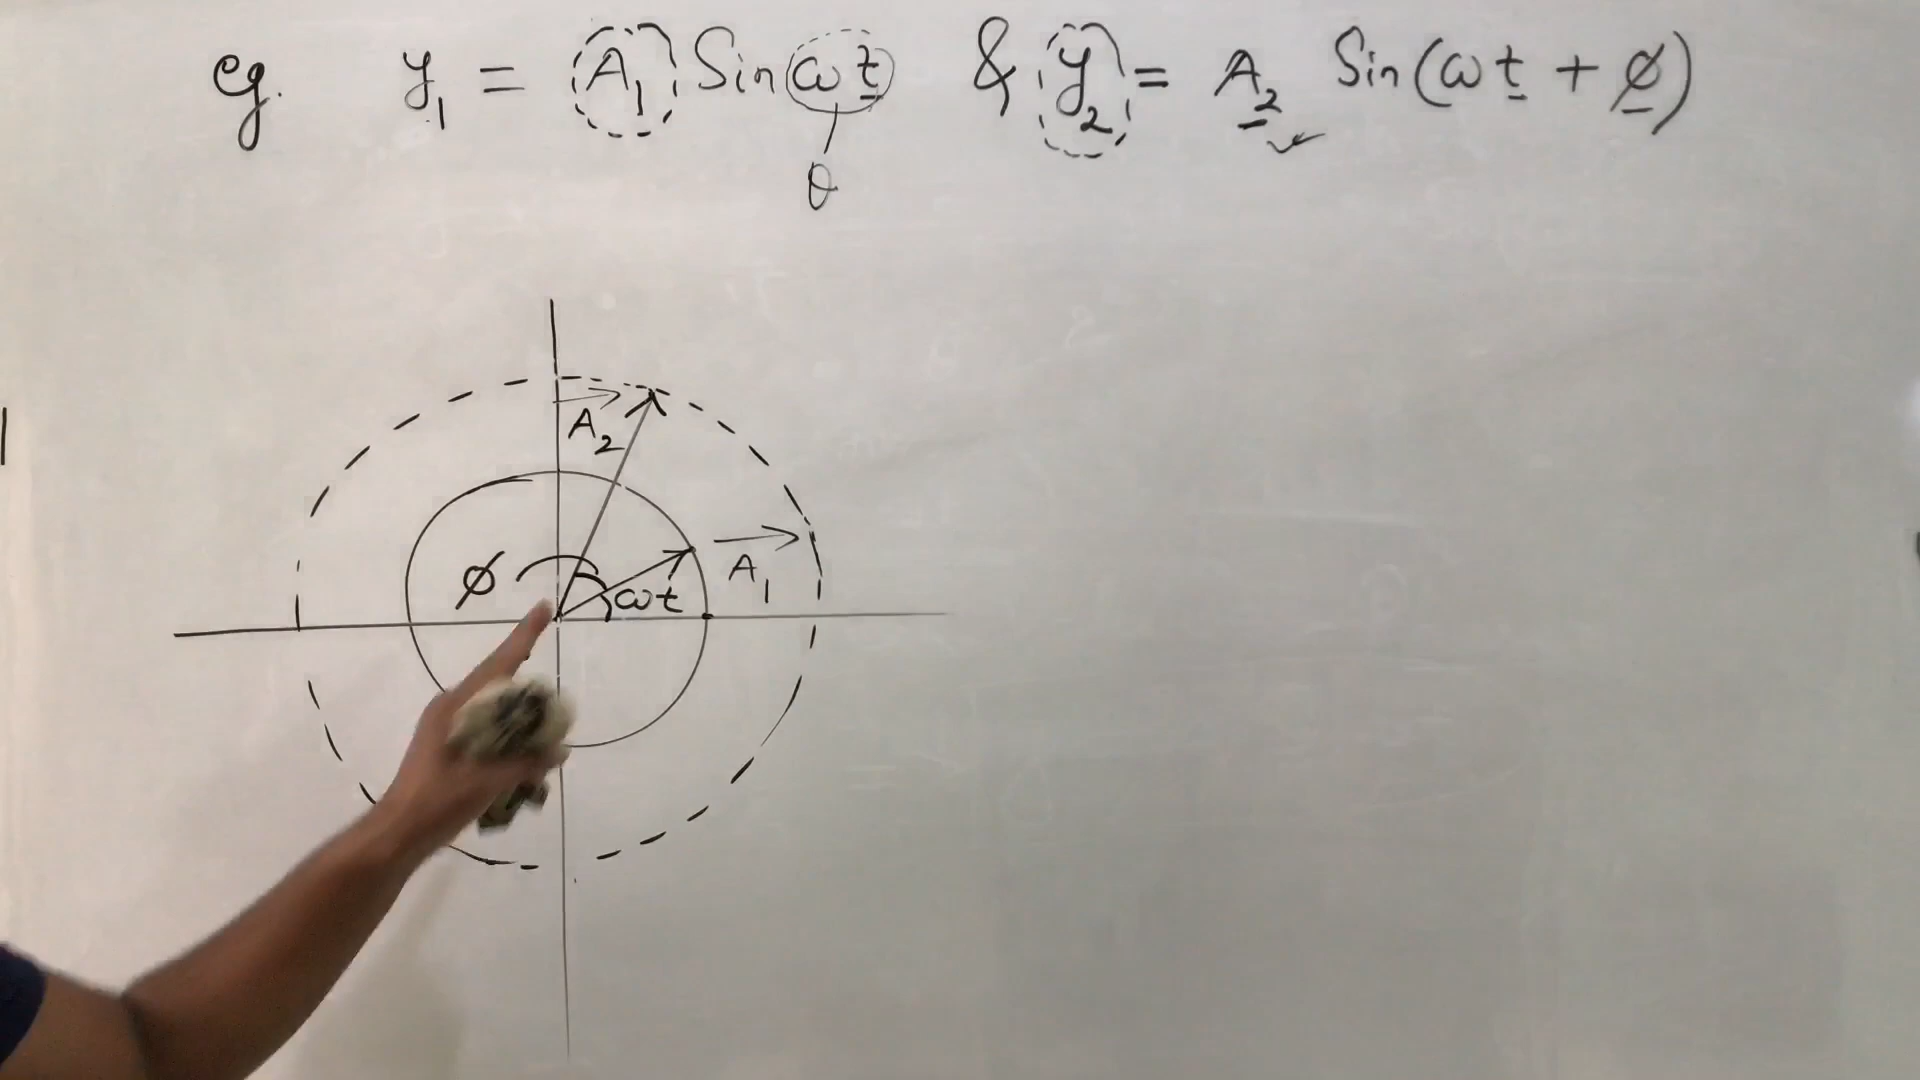 eg. y₁ = A₁ Sin ωt & y₂ = A₂ Sin(ωt + ϕ)
θ
A₂
ϕ ωt A₁